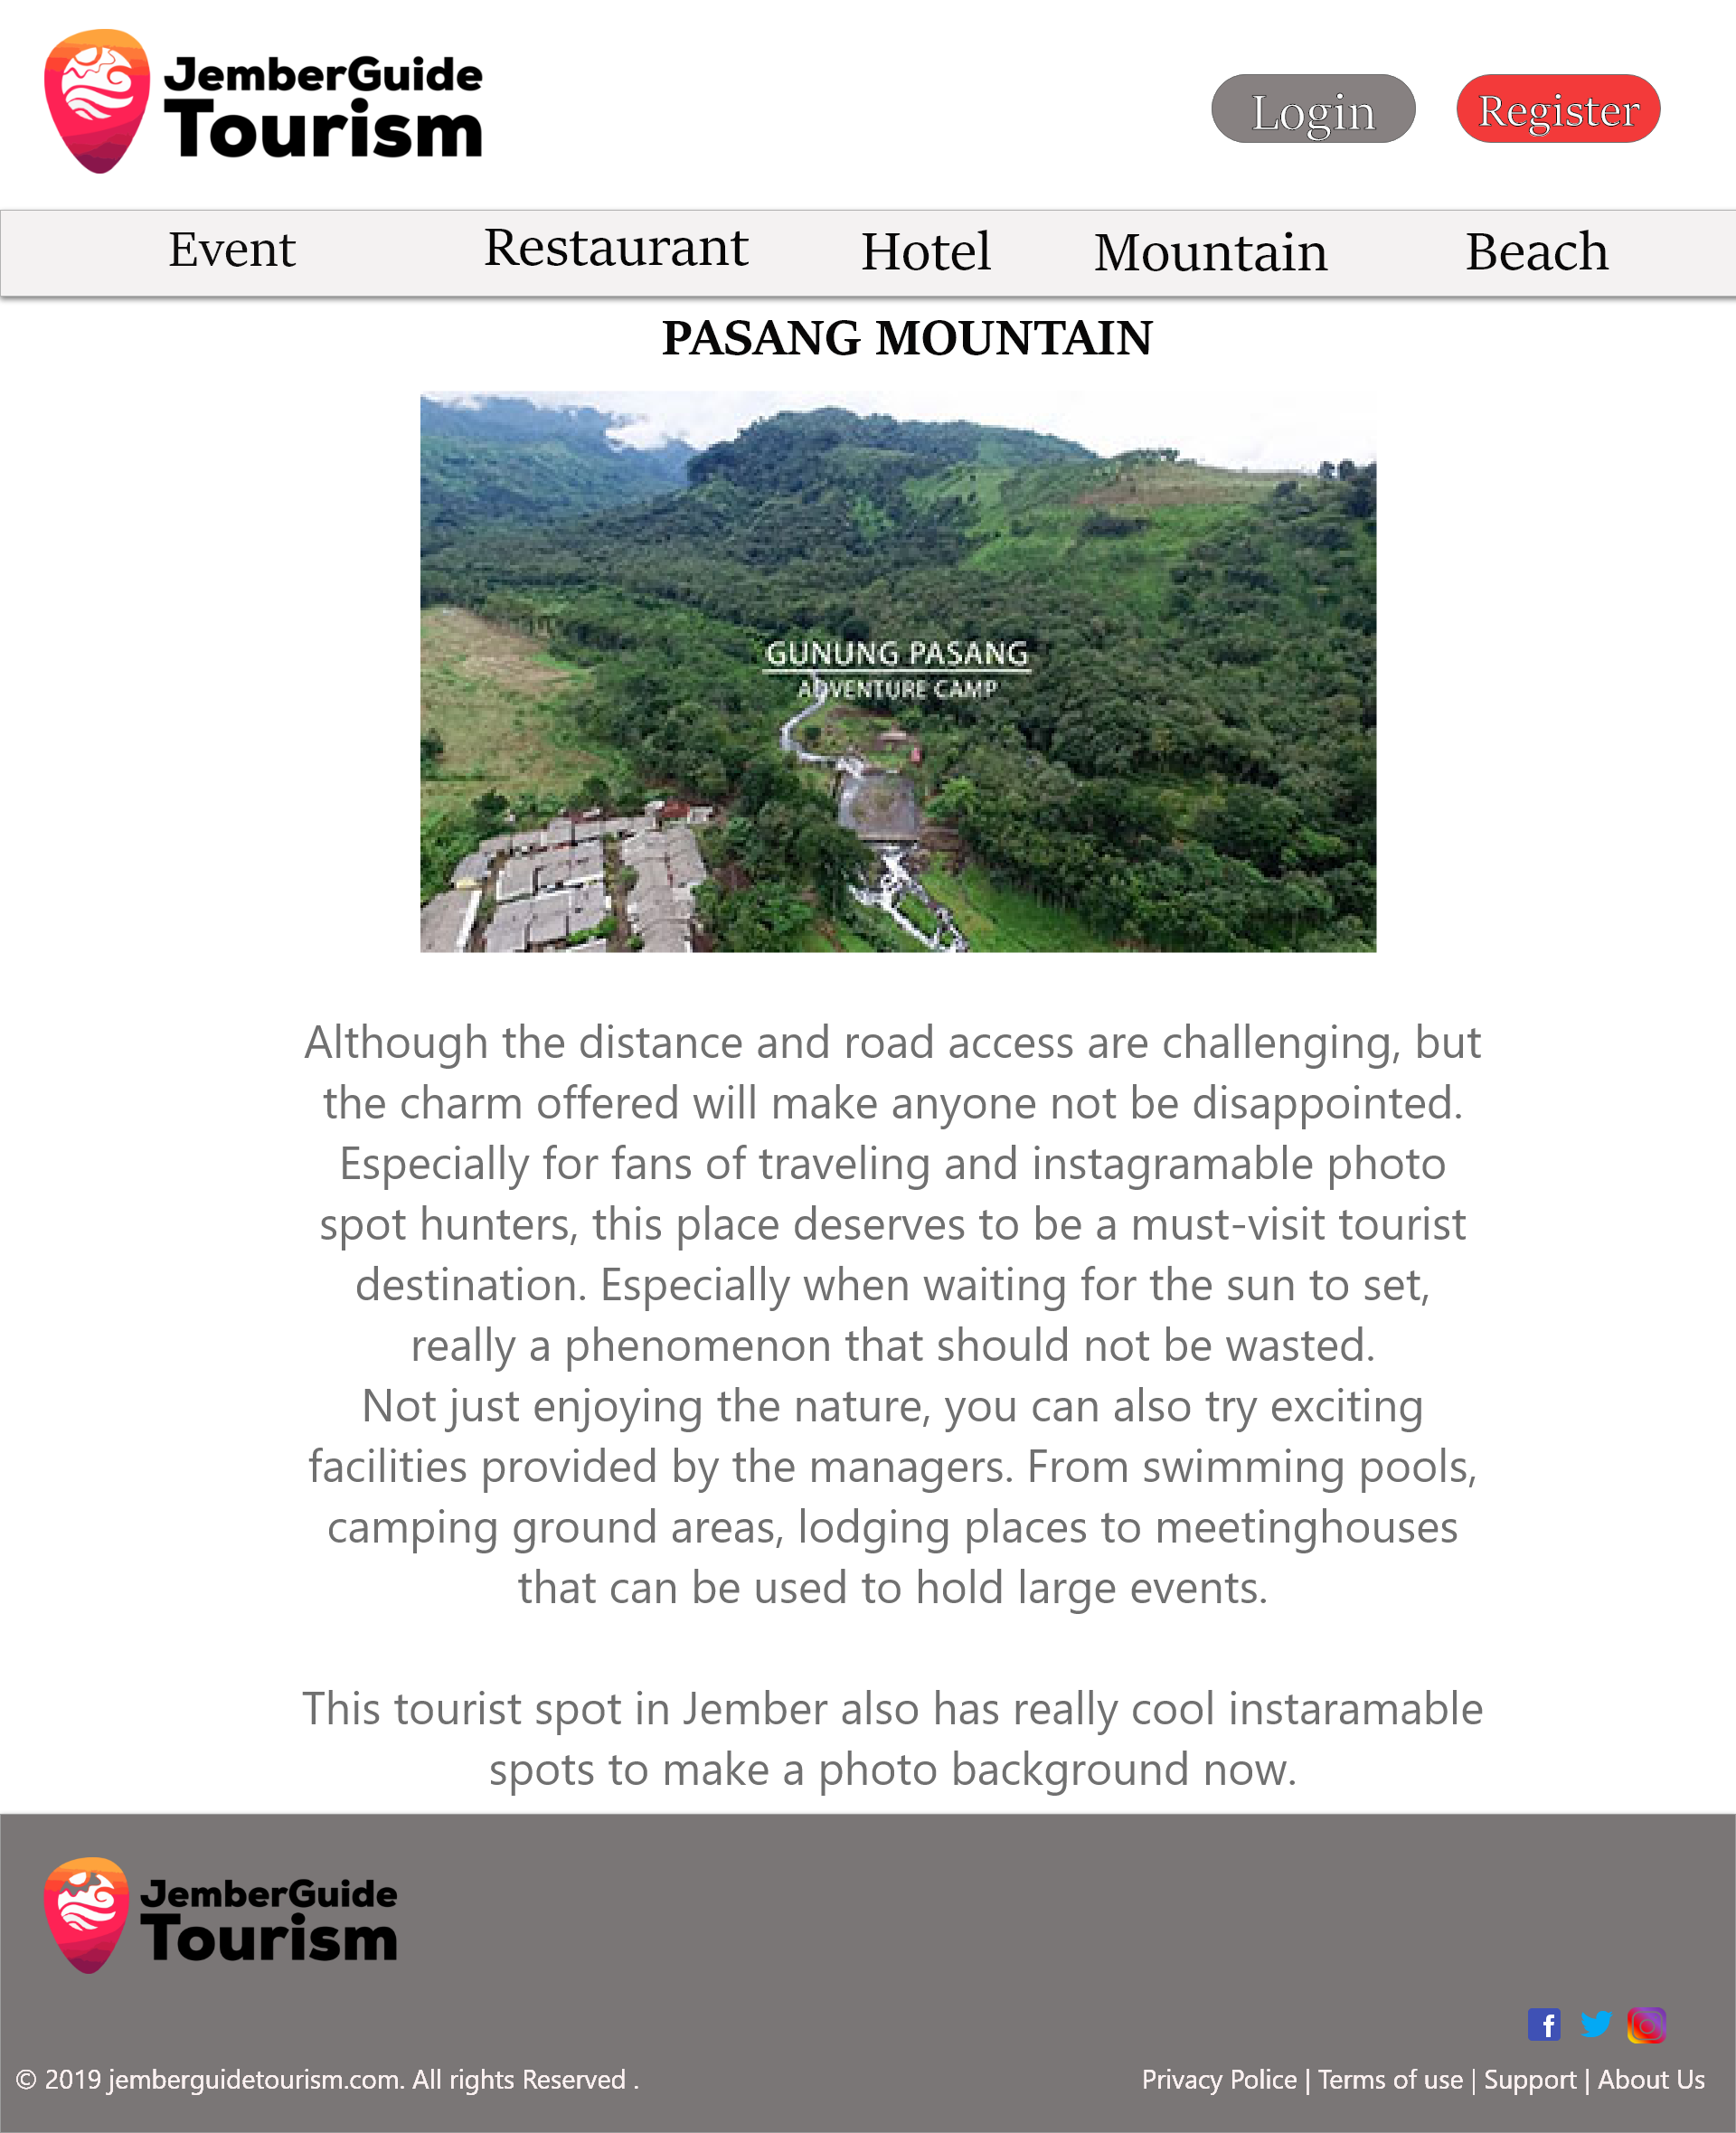 JemberGuide
Tourism
Login
Register
Event
Restaurant
Hotel
Mountain
Beach
PASANG MOUNTAIN
GUNUNG PASANG
ADVENTURE CAMP
Although the distance and road access are challenging, but
the charm offered will make anyone not be disappointed.
Especially for fans of traveling and instagramable photo
spot hunters, this place deserves to be a must-visit tourist
destination. Especially when waiting for the sun to set,
really a phenomenon that should not be wasted.
Not just enjoying the nature, you can also try exciting
facilities provided by the managers. From swimming pools,
camping ground areas, lodging places to meetinghouses
that can be used to hold large events.
This tourist spot in Jember also has really cool instaramable
spots to make a photo background now.
JemberGuide
Tourism
© 2019 jemberguidetourism.com. All rights Reserved .
Privacy Police | Terms of use | Support | About Us